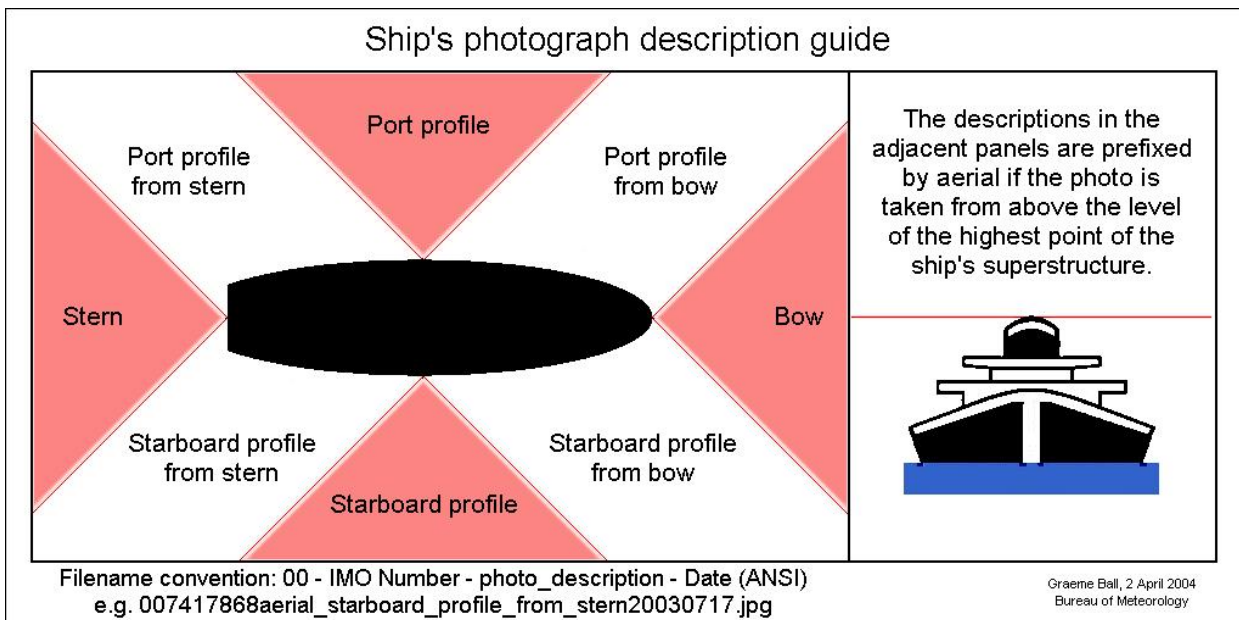 Ship's photograph description guide
Port profile
Port profile
from stern
Port profile
from bow
Stern
Bow
Starboard profile
from stern
Starboard profile
from bow
Starboard profile
The descriptions in the
adjacent panels are prefixed
by aerial if the photo is
taken from above the level
of the highest point of the
ship's superstructure.
Filename convention: 00 - IMO Number - photo_description - Date (ANSI)
e.g. 007417868aerial_starboard_profile_from_stern20030717.jpg
Graeme Ball, 2 April 2004
Bureau of Meteorology